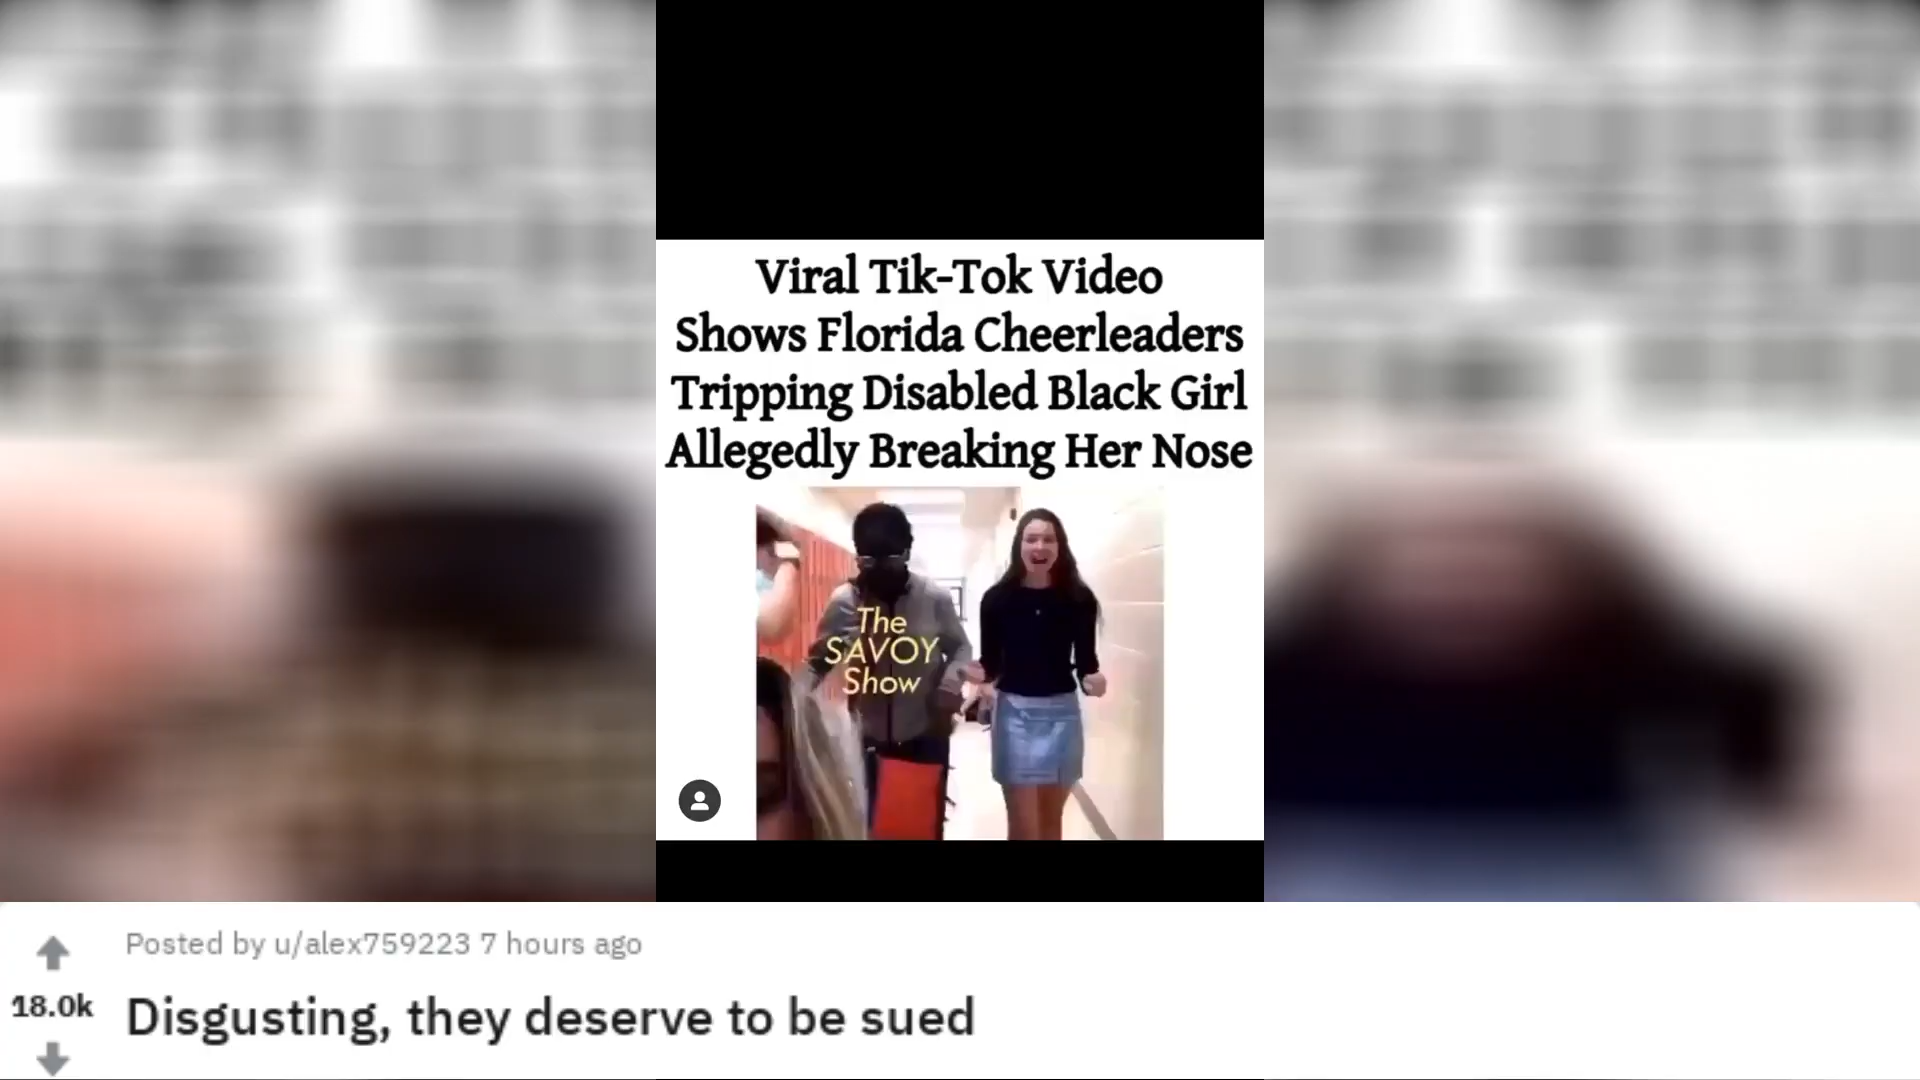 Viral Tik-Tok Video
Shows Florida Cheerleaders
Tripping Disabled Black Girl
Allegedly Breaking Her Nose
The
SAVOY
Show
Posted by u/alex759223 7 hours ago
18.0k
Disgusting, they deserve to be sued